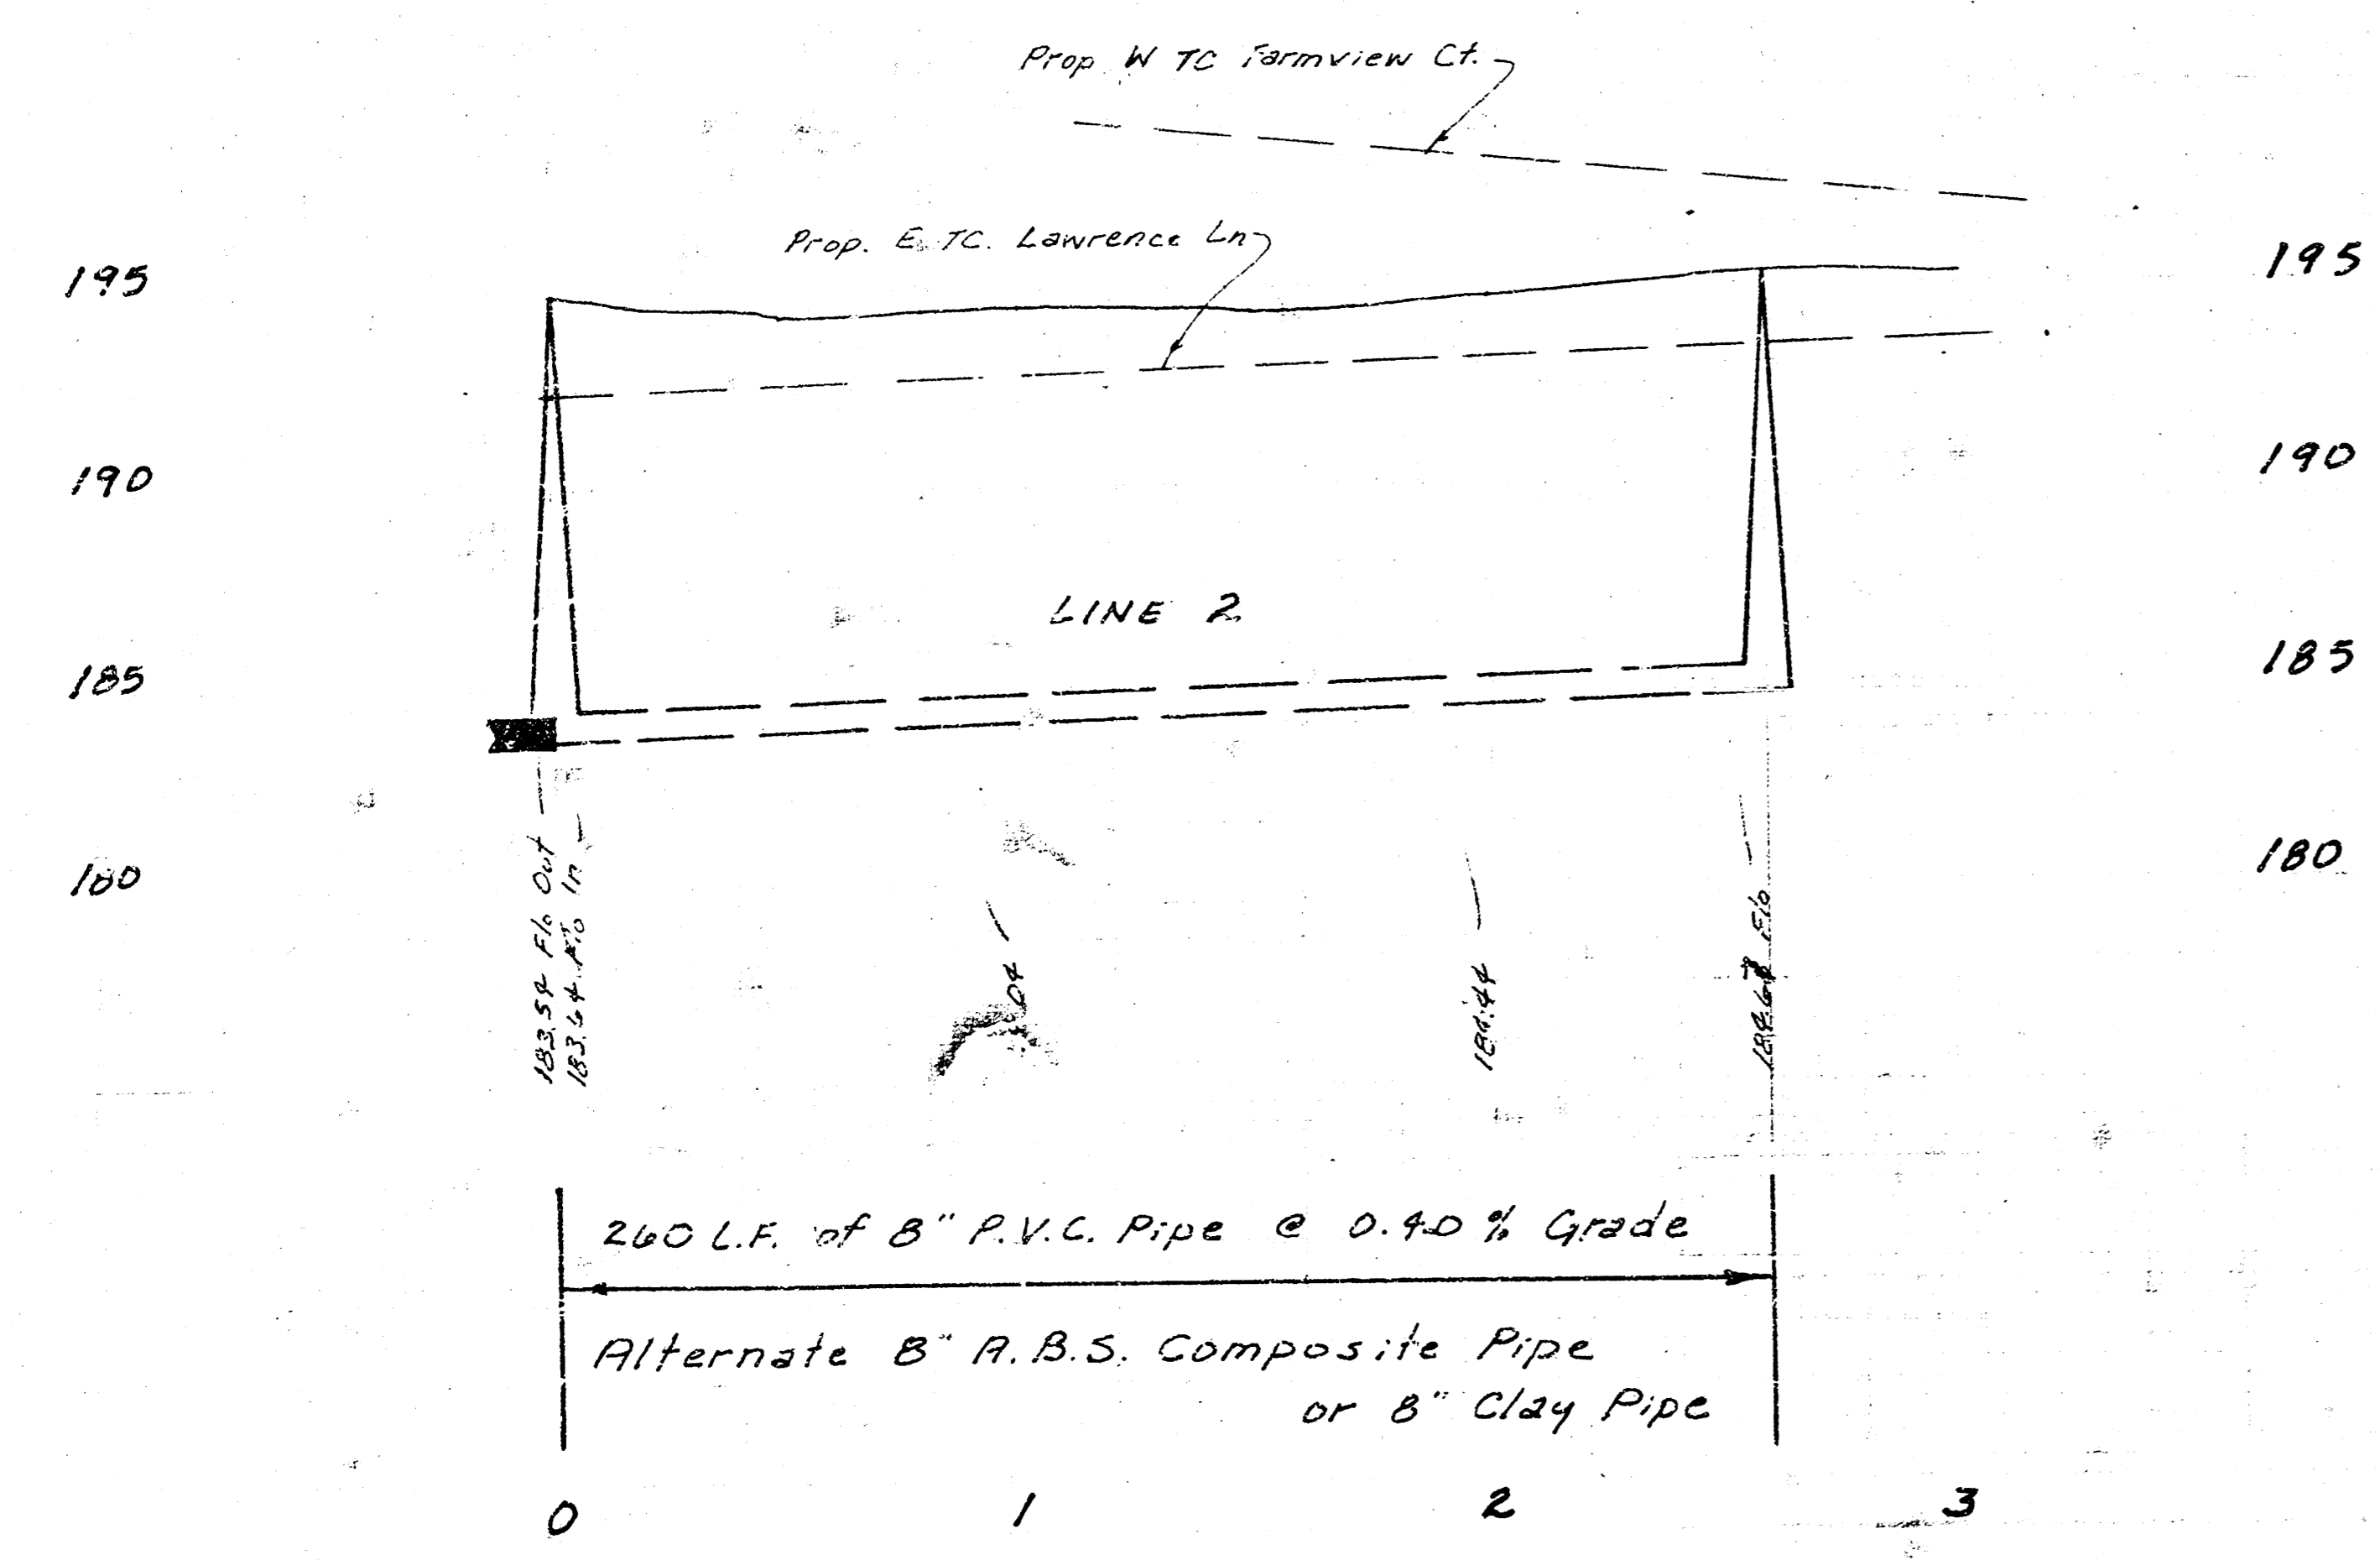 Prop W TC Farmview Ct.
Prop. E. TC. Lawrence Ln
195 195
190 190
LINE 2
185 185
180 180
183.54 Flo Out
183.64 Flo In
.04
184.44
Flo
260 L.F. of 8" P.V.C. Pipe @ 0.40 % Grade
Alternate 8" A.B.S. Composite Pipe
or 8" Clay Pipe
0 1 2 3